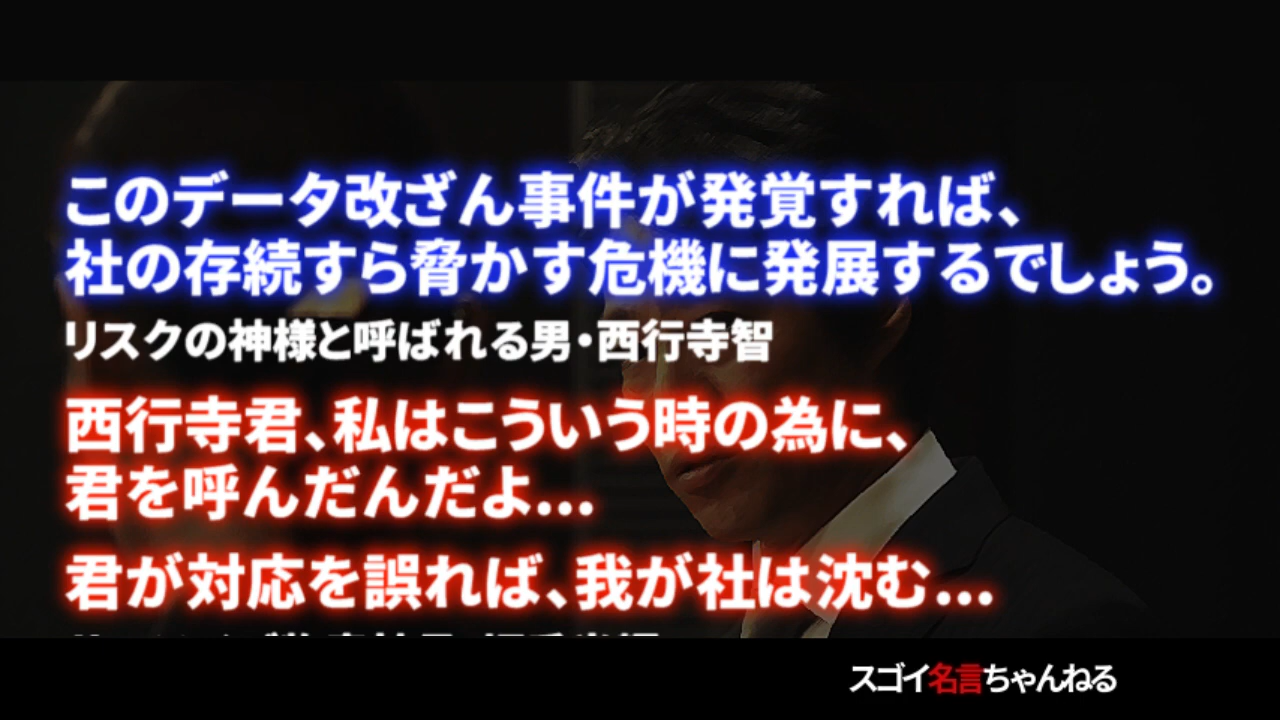 このデータ改ざん事件が発覚すれば、
社の存続すら脅かす危機に発展するでしょう。
リスクの神様と呼ばれる男・西行寺智
西行寺君、私はこういう時の為に、
君を呼んだんだよ…
君が対応を誤れば、我が社は沈む…
スゴイ名言ちゃんねる